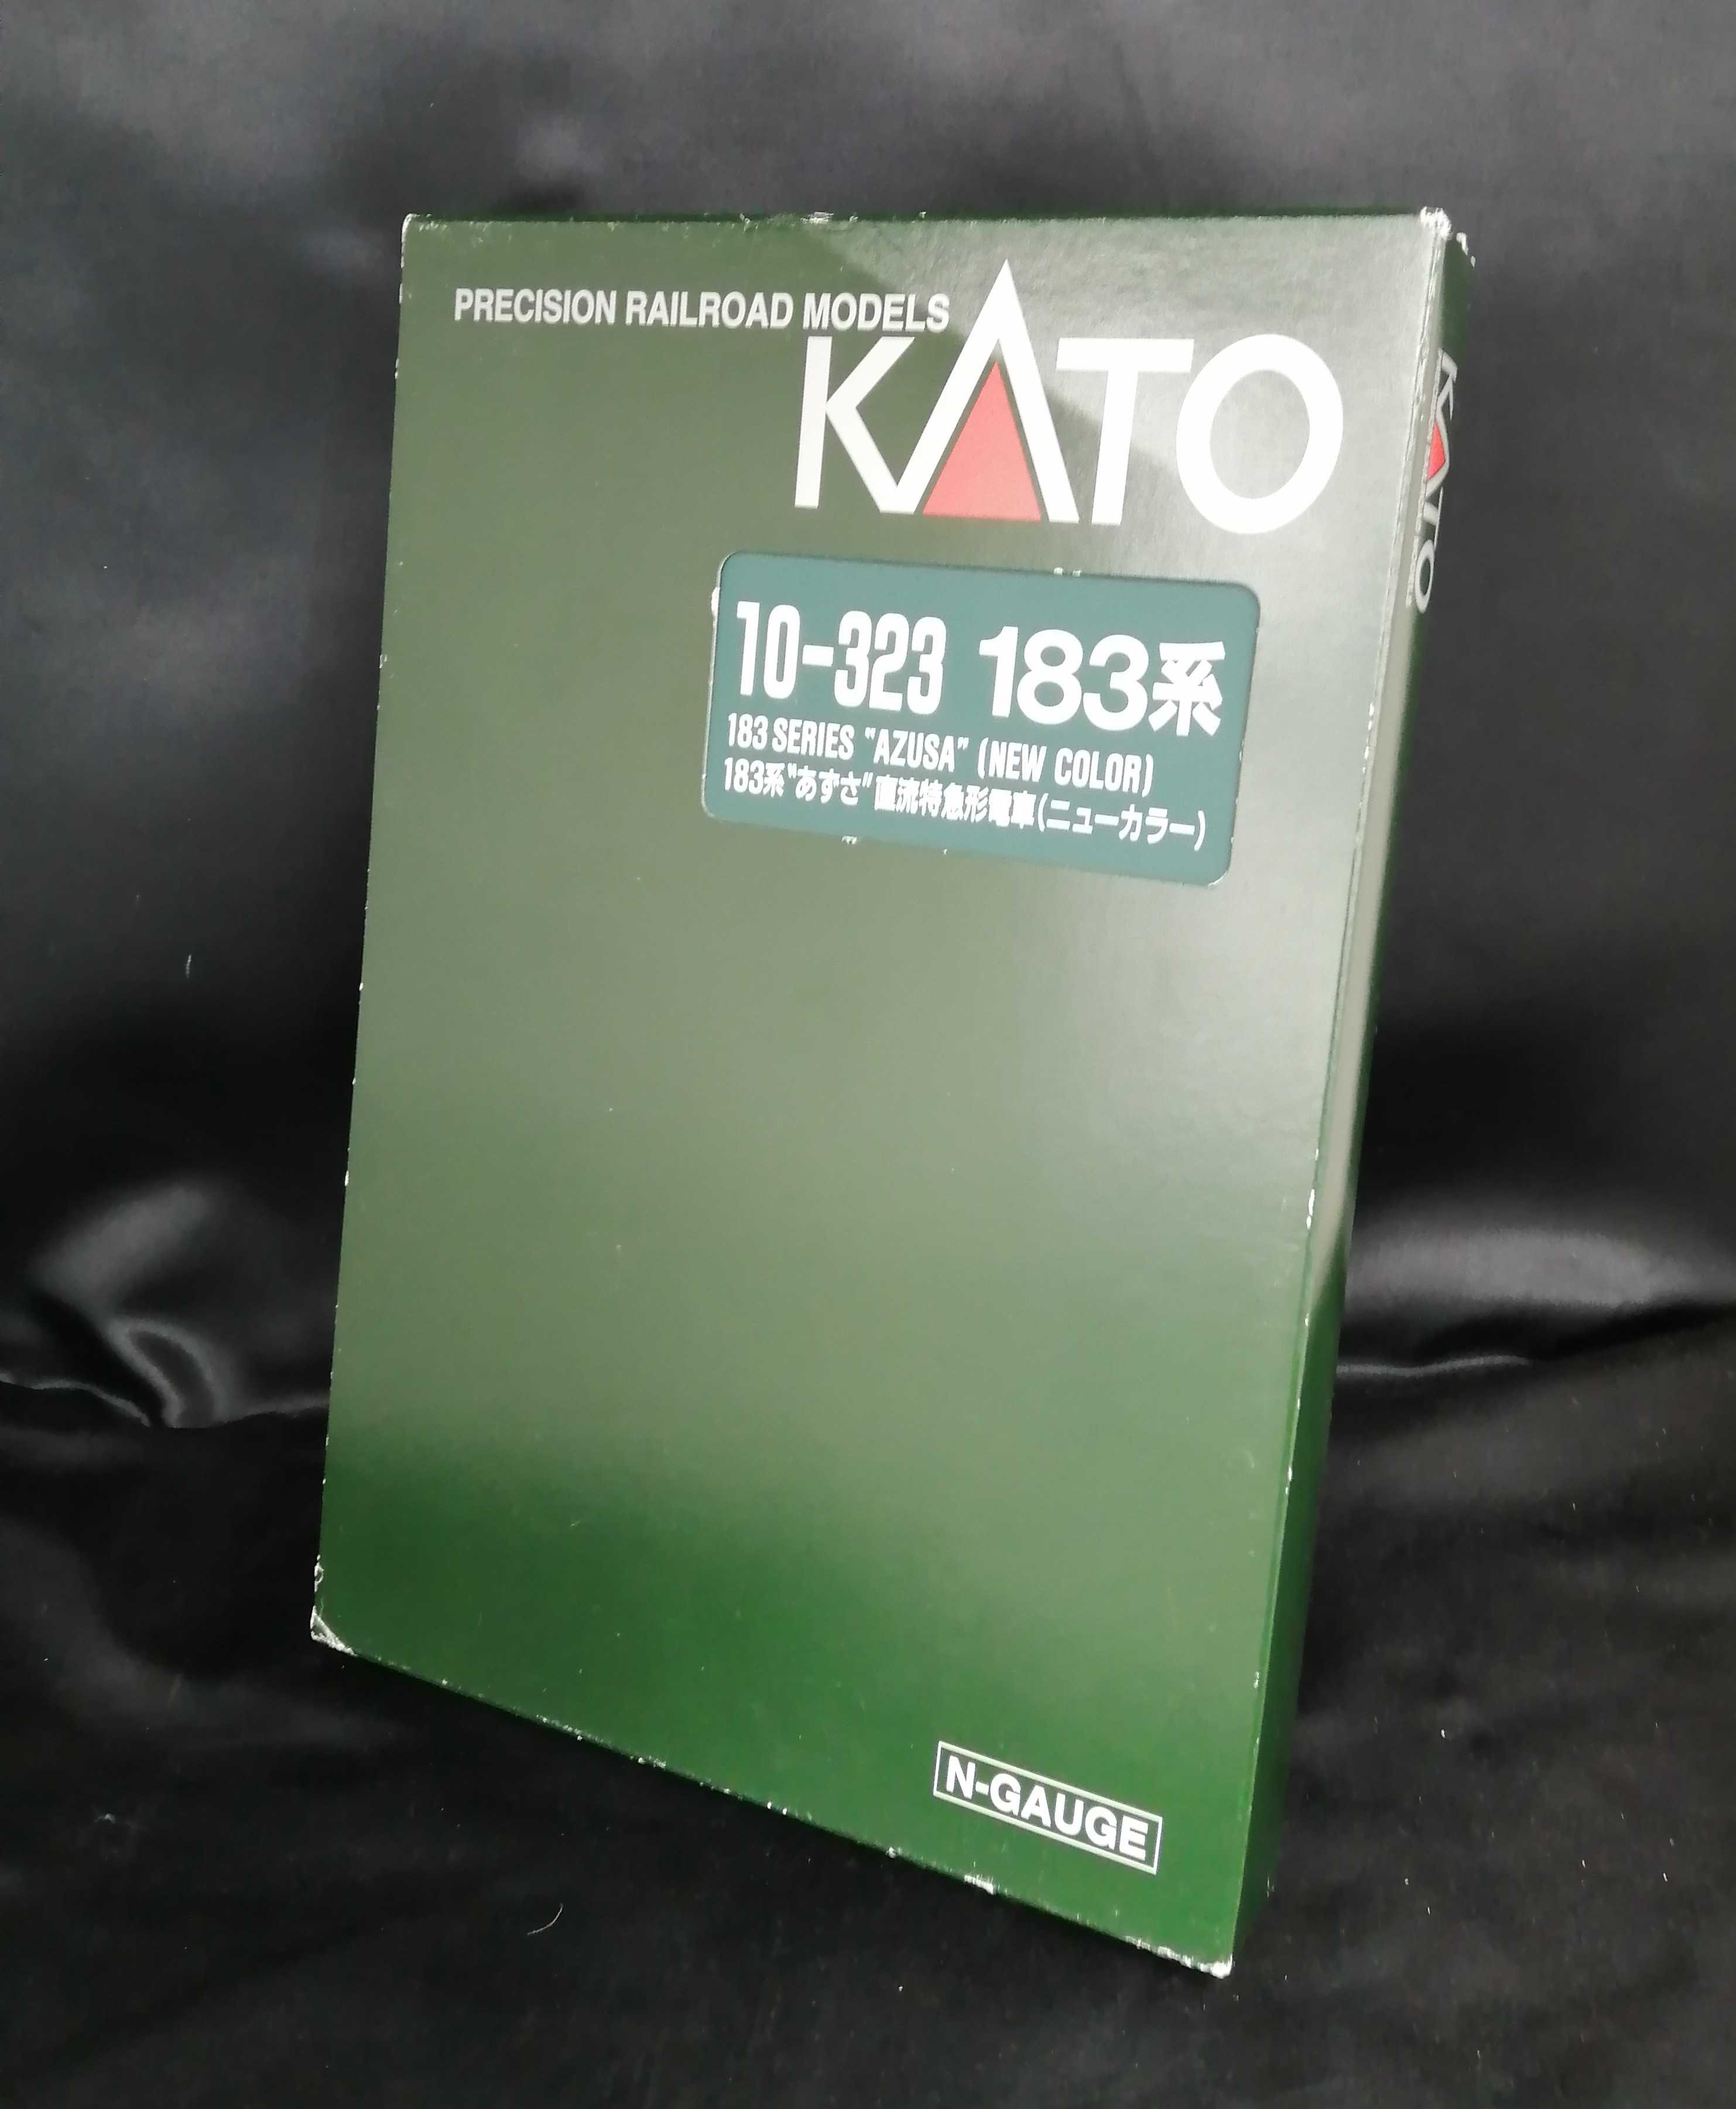 PRECISION RAILROAD MODELS
KATO
10-323 183系
183 SERIES "AZUSA" (NEW COLOR)
183系"あずさ"直流特急形電車(ニューカラー)
N-GAUGE
KATO